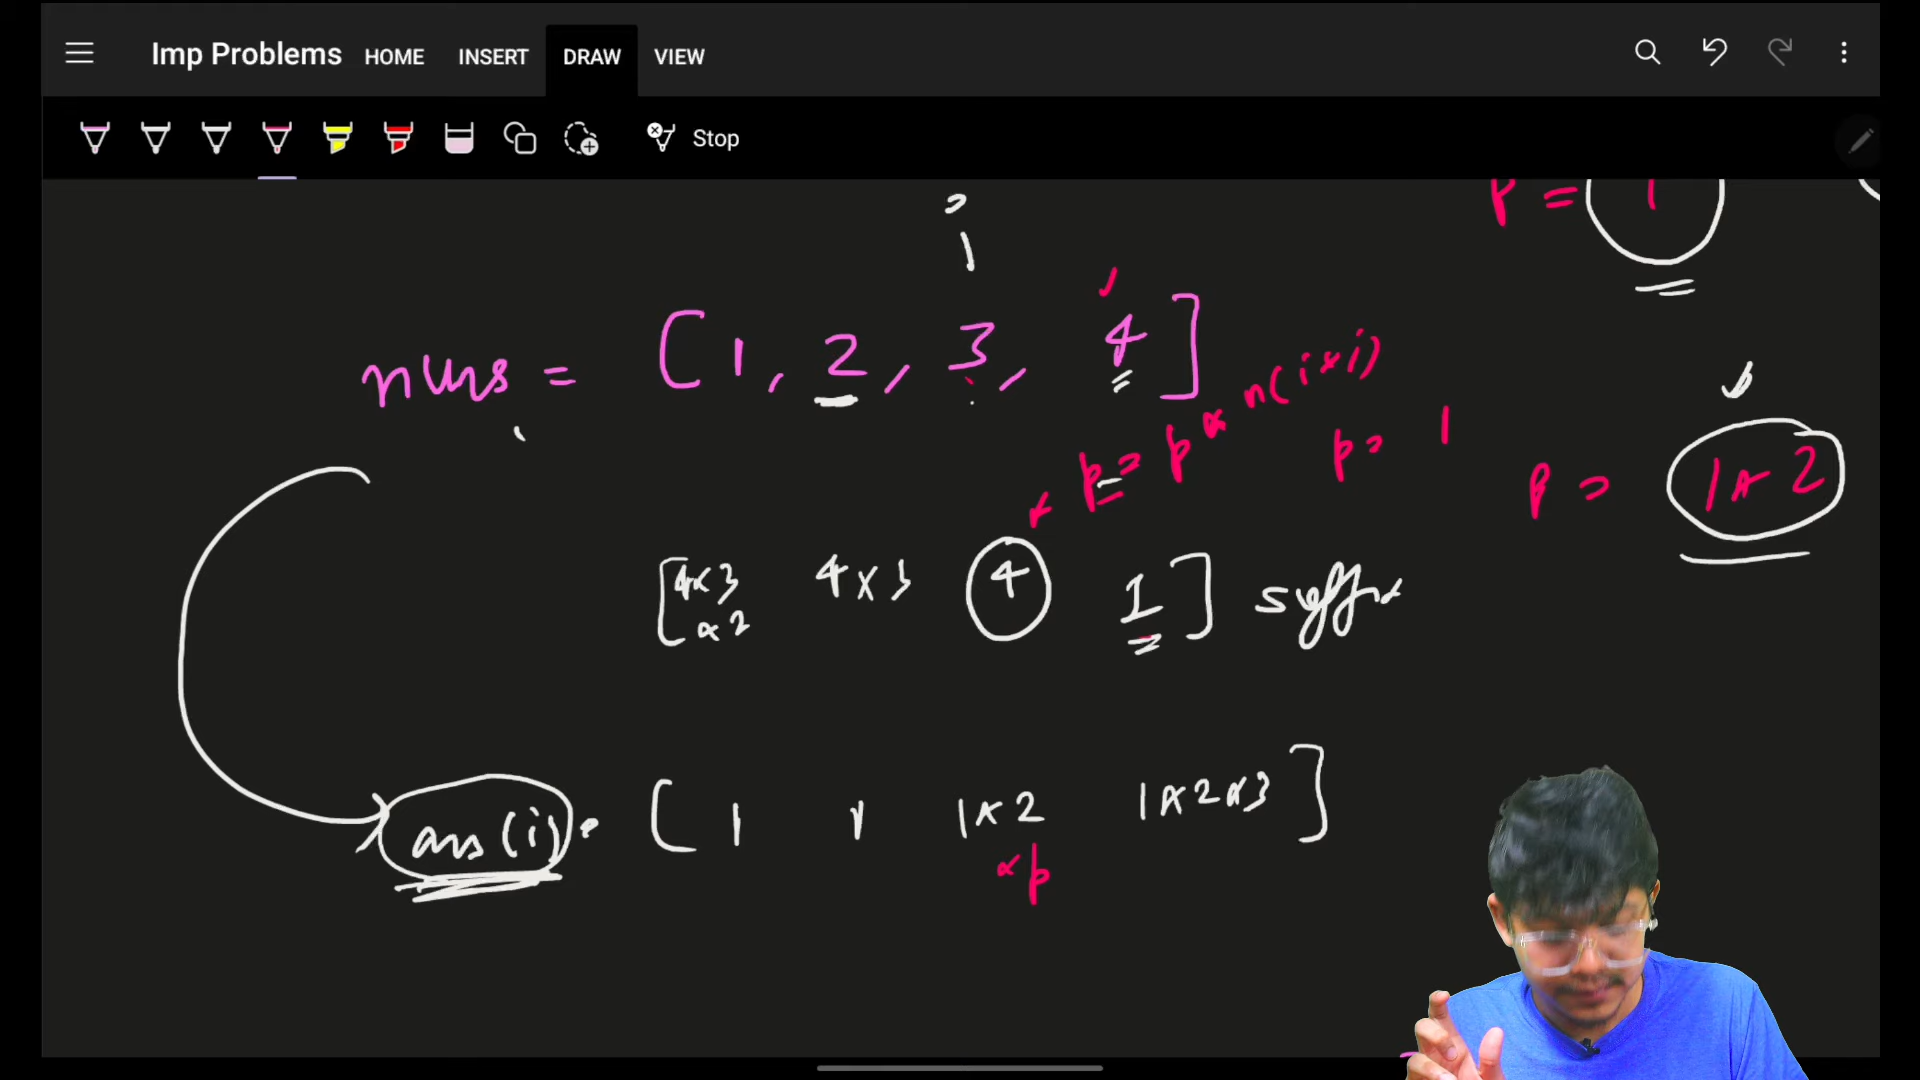 Imp Problems HOME INSERT DRAW VIEW
Stop
P = 1
nums = [1, 2, 3, 4]
p = p * n(i+i)
p = 1
p = 1*2
[4×3×2 4×3 4 1] suffix
ans(i) = [1 1 1*2 1*2*3]
*p